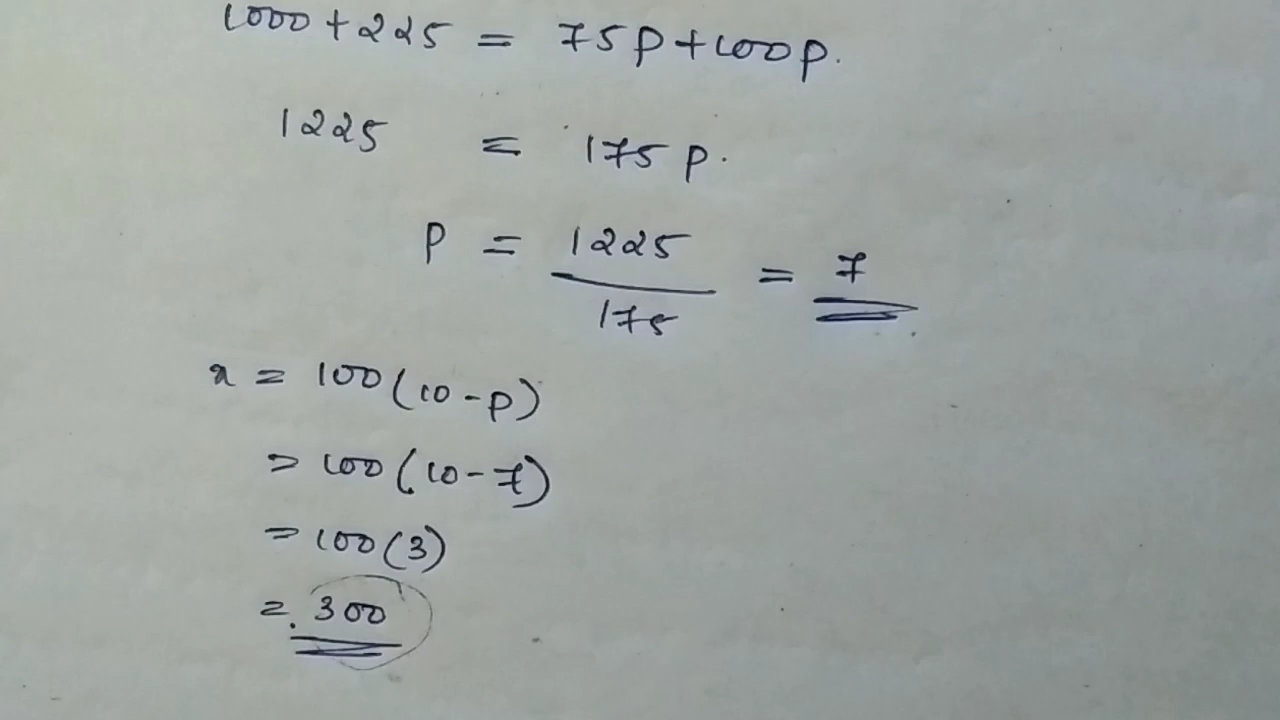 1000 + 225 = 75p + 100p.
1225 = 175p.
p = 1225/175 = 7
x = 100(10-p)
= 100(10-7)
= 100(3)
= 300